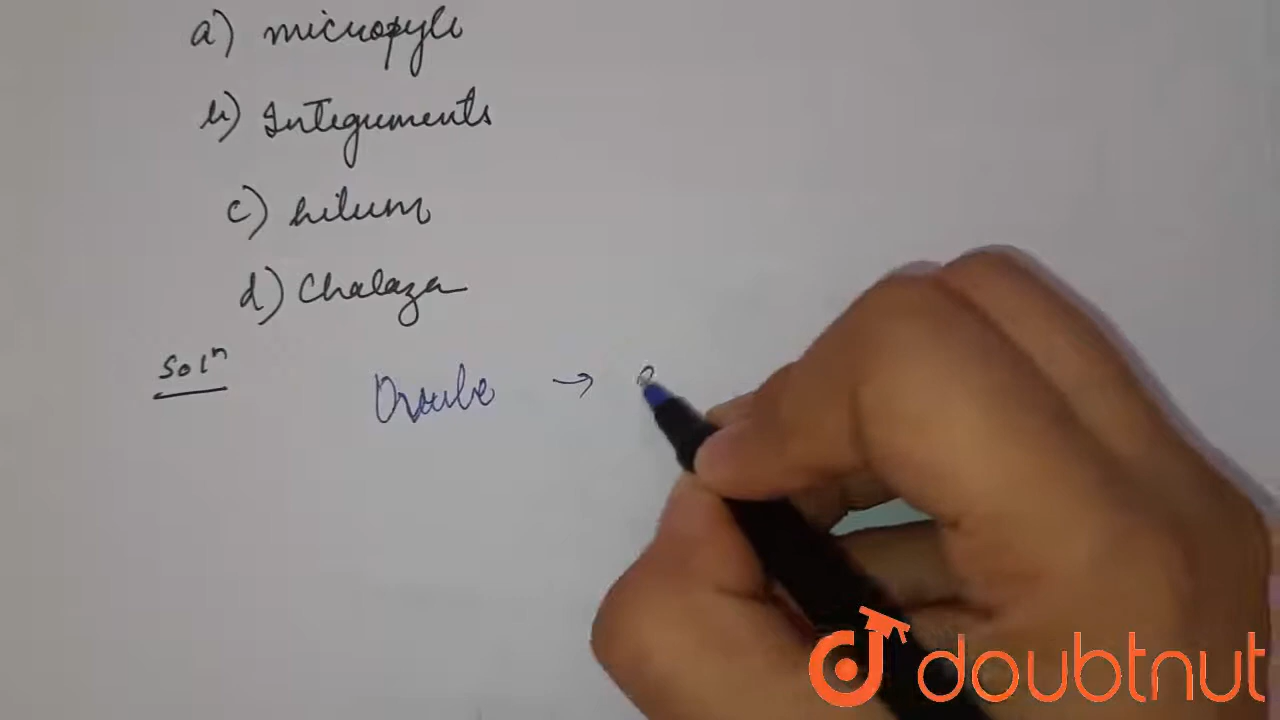 a) micropyle
b) Integuments
c) hilum
d) Chalaza
Solⁿ
Ovule →
doubtnut